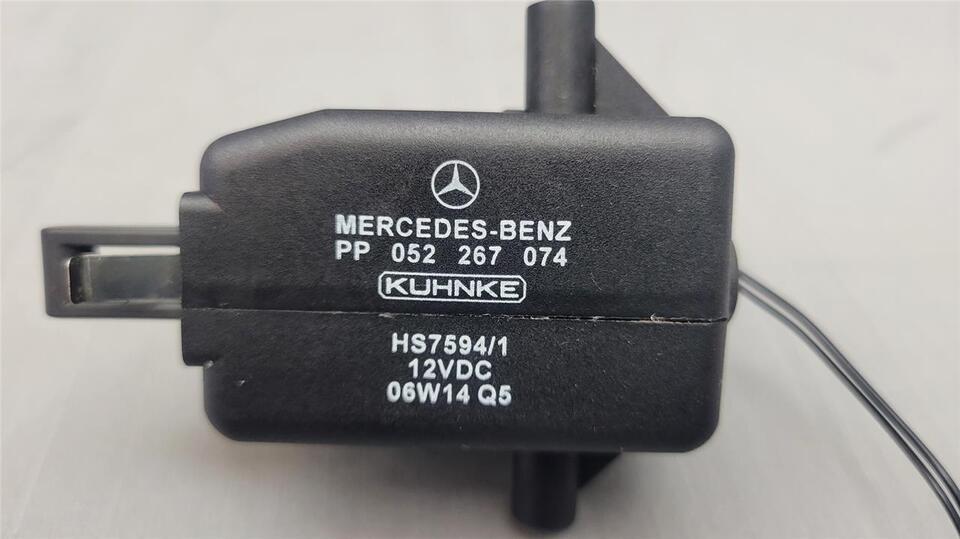 MERCEDES-BENZ
PP 052 267 074
KUHNKE
HS7594/1
12VDC
06W14 Q5